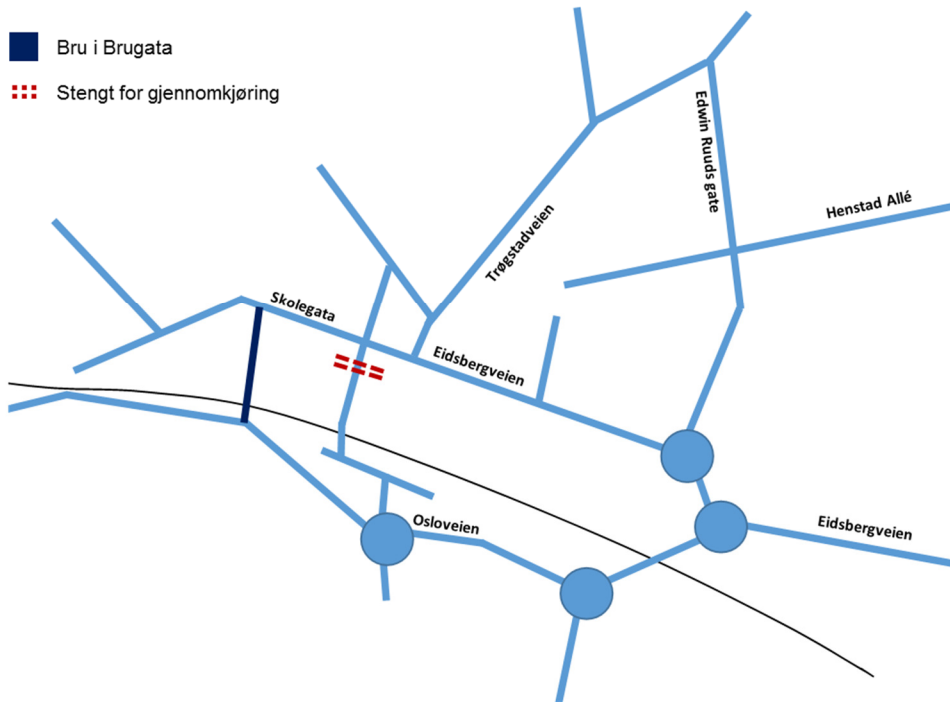 Bru i Brugata
Stengt for gjennomkjøring
Edwin Ruuds gate
Henstad Allé
Trøgstadveien
Skolegata
Eidsbergveien
Osloveien
Eidsbergveien